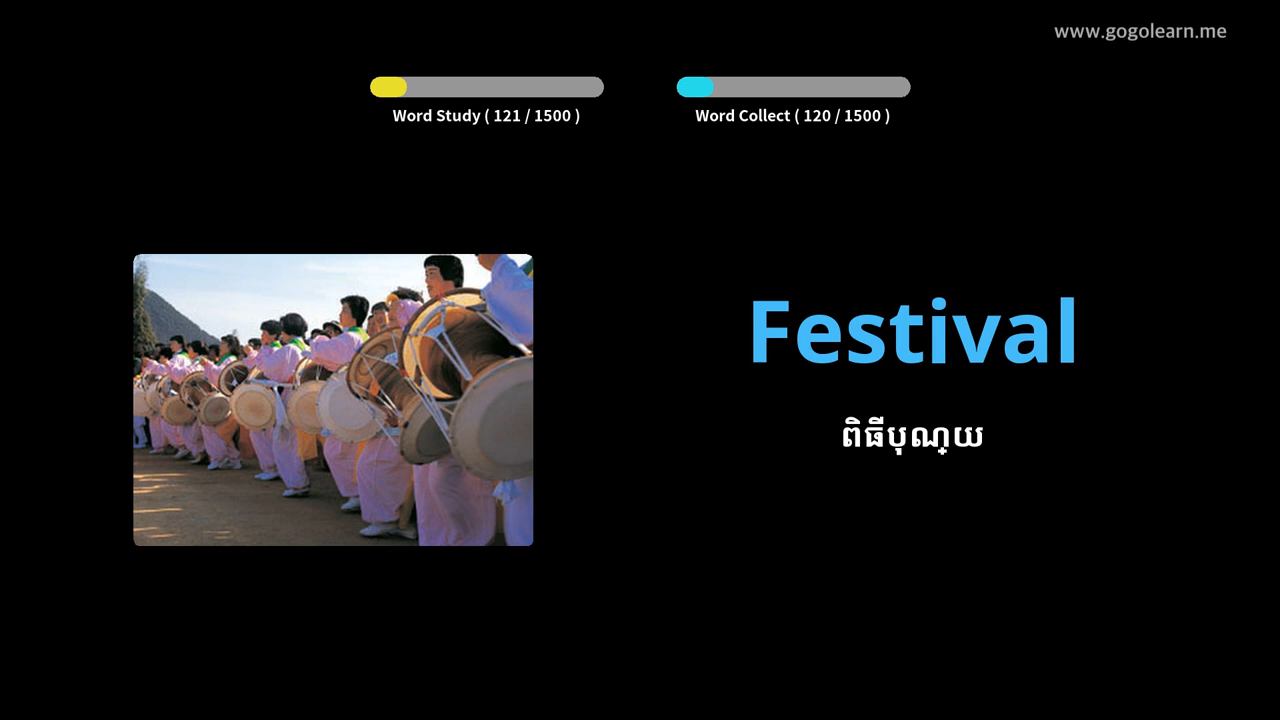 www.gogolearn.me
Word Study ( 121 / 1500 )
Word Collect ( 120 / 1500 )
Festival
ពិធីបុណ្យ